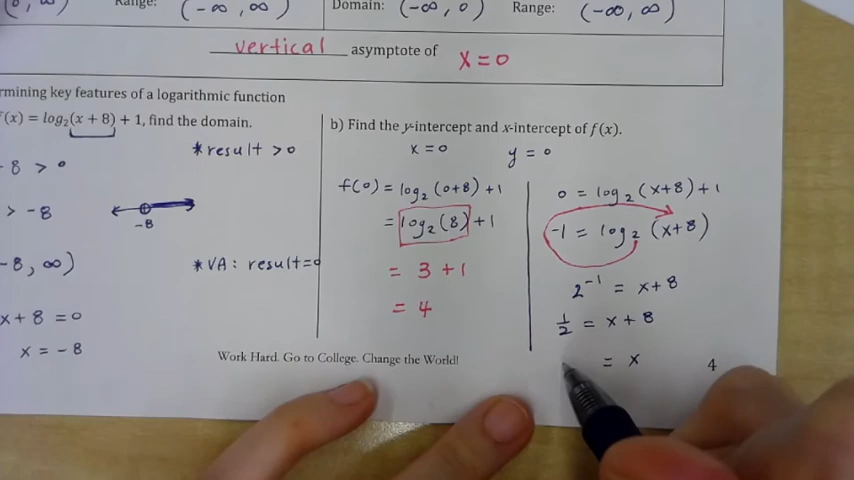 Range: (-∞, ∞) Domain: (-∞, 0) Range: (-∞, ∞)
vertical asymptote of x = 0
rmining key features of a logarithmic function
f(x) = log₂(x + 8) + 1, find the domain.
- 8 > 0
*result > 0
> -8
-8
-8, ∞)
*VA: result=0
x + 8 = 0
x = -8
b) Find the y-intercept and x-intercept of f(x).
x = 0
f(0) = log₂(0+8) + 1
= log₂(8) + 1
= 3 + 1
= 4
y = 0
0 = log₂(x+8) + 1
-1 = log₂(x+8)
2⁻¹ = x+8
1/2 = x + 8
= x
Work Hard. Go to College. Change the World!
4